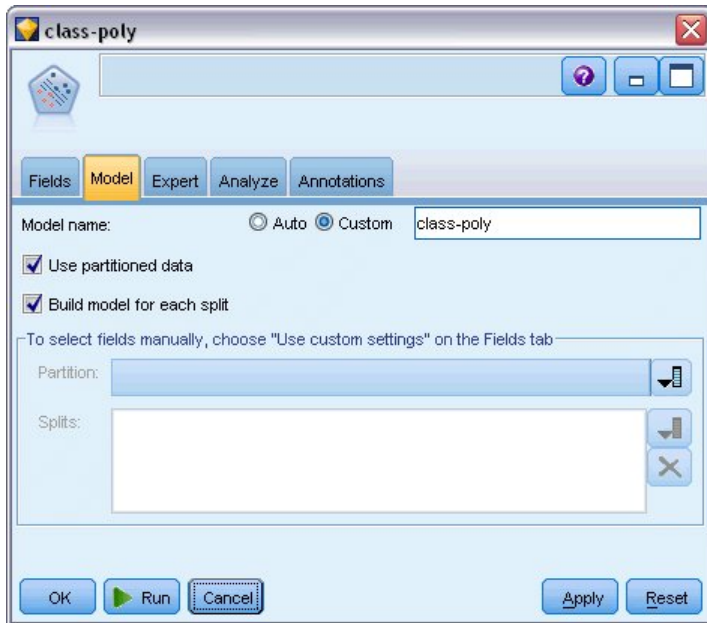 class-poly
Fields Model Expert Analyze Annotations
Model name: Auto Custom class-poly
Use partitioned data
Build model for each split
To select fields manually, choose "Use custom settings" on the Fields tab
Partition:
Splits:
OK Run Cancel Apply Reset